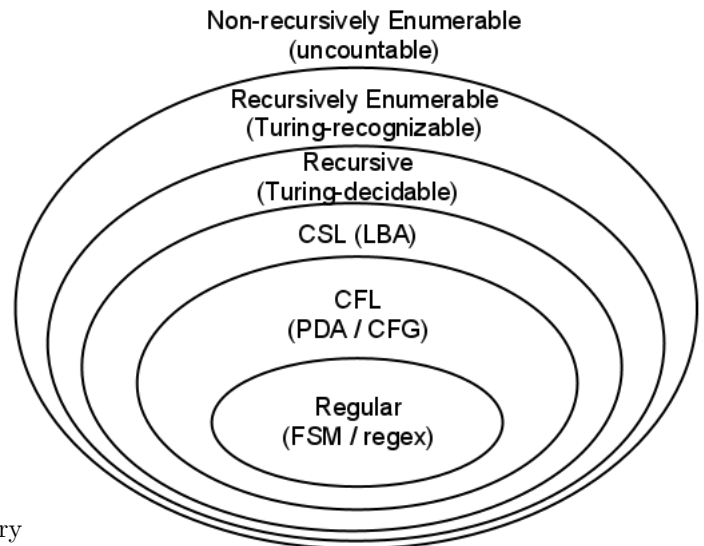 Non-recursively Enumerable
(uncountable)
Recursively Enumerable
(Turing-recognizable)
Recursive
(Turing-decidable)
CSL (LBA)
CFL
(PDA / CFG)
Regular
(FSM / regex)
ry